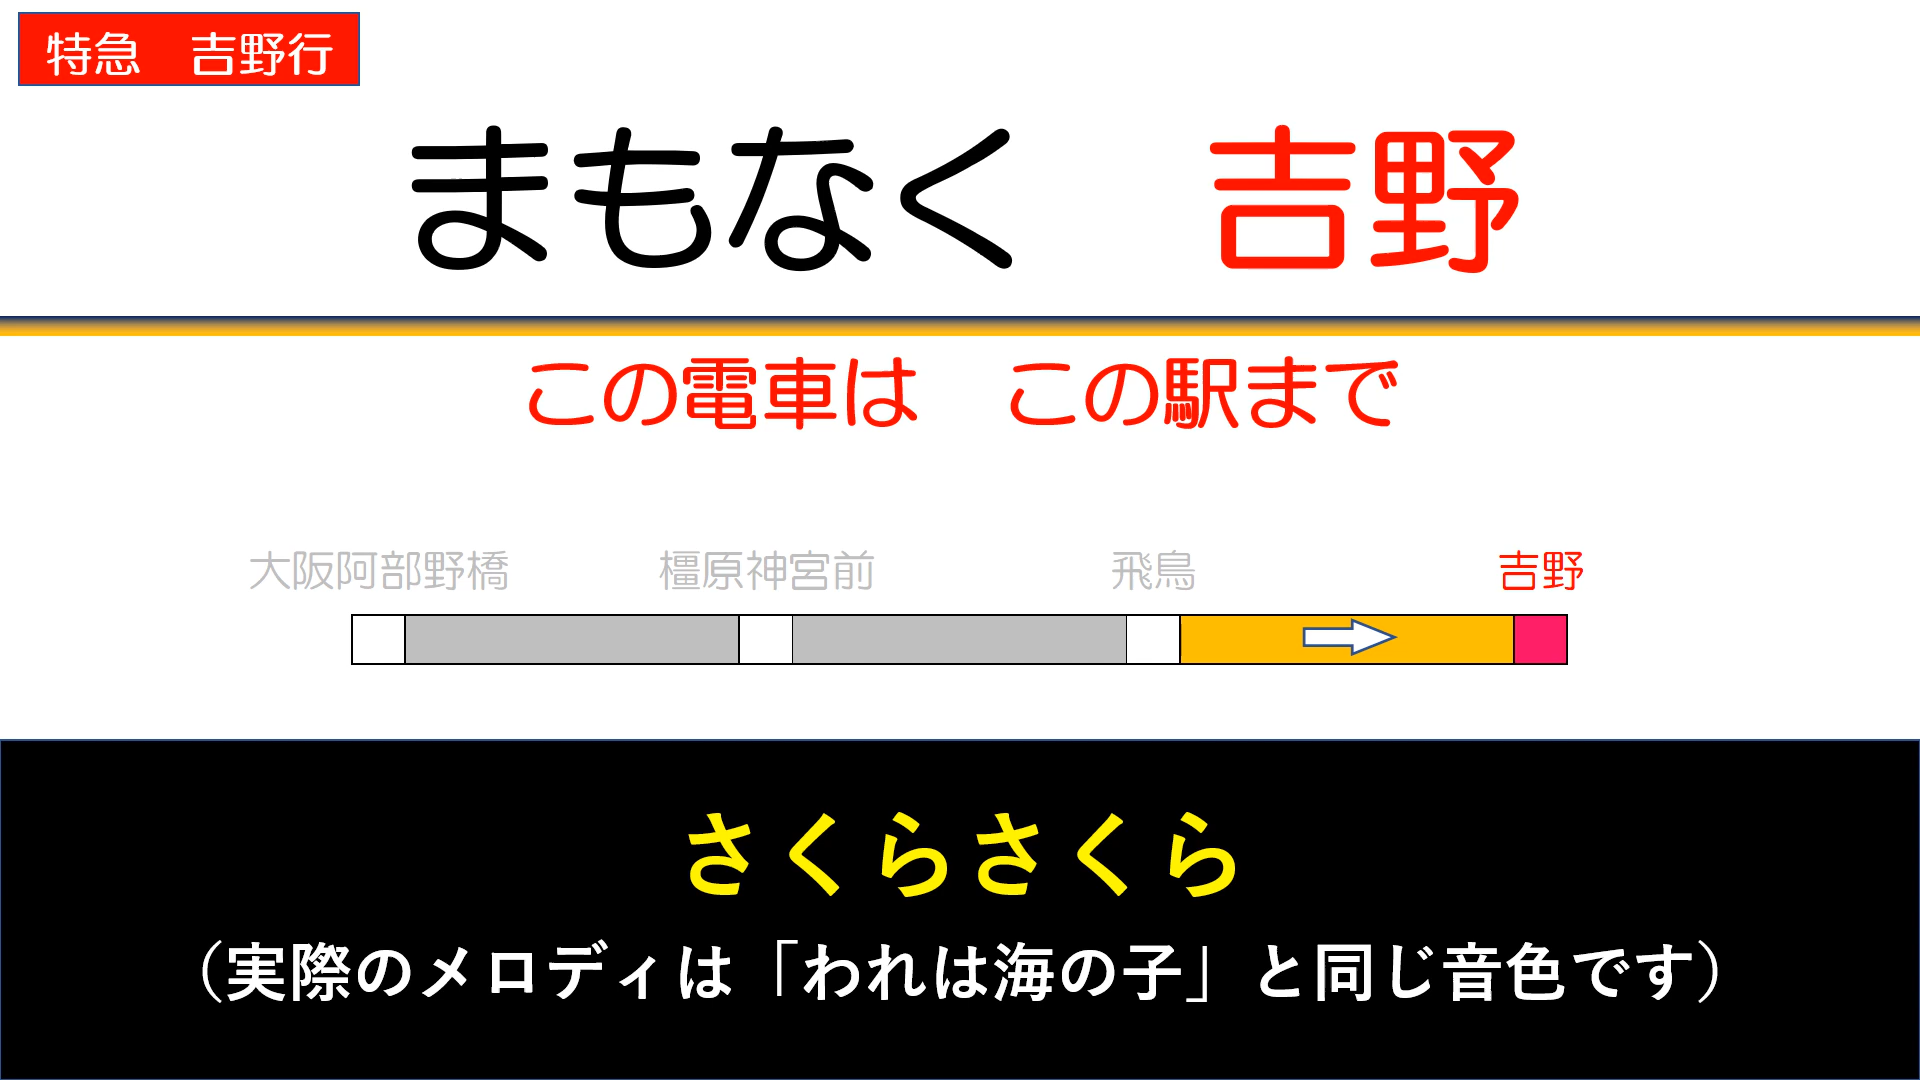 特急　吉野行
まもなく　吉野
この電車は　この駅まで
大阪阿部野橋　橿原神宮前　飛鳥　吉野
さくらさくら
（実際のメロディは「われは海の子」と同じ音色です）